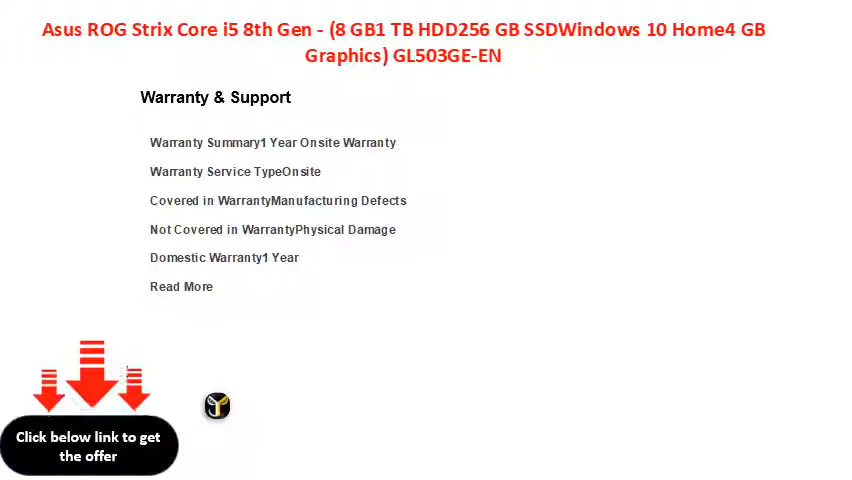 Asus ROG Strix Core i5 8th Gen - (8 GB1 TB HDD256 GB SSDWindows 10 Home4 GB
Graphics) GL503GE-EN
Warranty & Support
Warranty Summary1 Year Onsite Warranty
Warranty Service TypeOnsite
Covered in WarrantyManufacturing Defects
Not Covered in WarrantyPhysical Damage
Domestic Warranty1 Year
Read More
Click below link to get
the offer